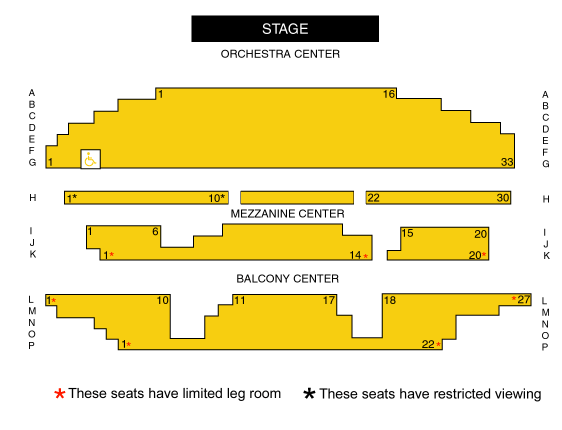 STAGE
ORCHESTRA CENTER
A 1 16 A
B B
C C
D D
E E
F F
G 1 33 G
H 1* 10* 22 30 H
MEZZANINE CENTER
I 1 6 15 20 I
J J
K 1* 14* 20* K
BALCONY CENTER
L 1* 10 11 17 18 *27 L
M M
N N
O O
P 1* 22* P
* These seats have limited leg room * These seats have restricted viewing